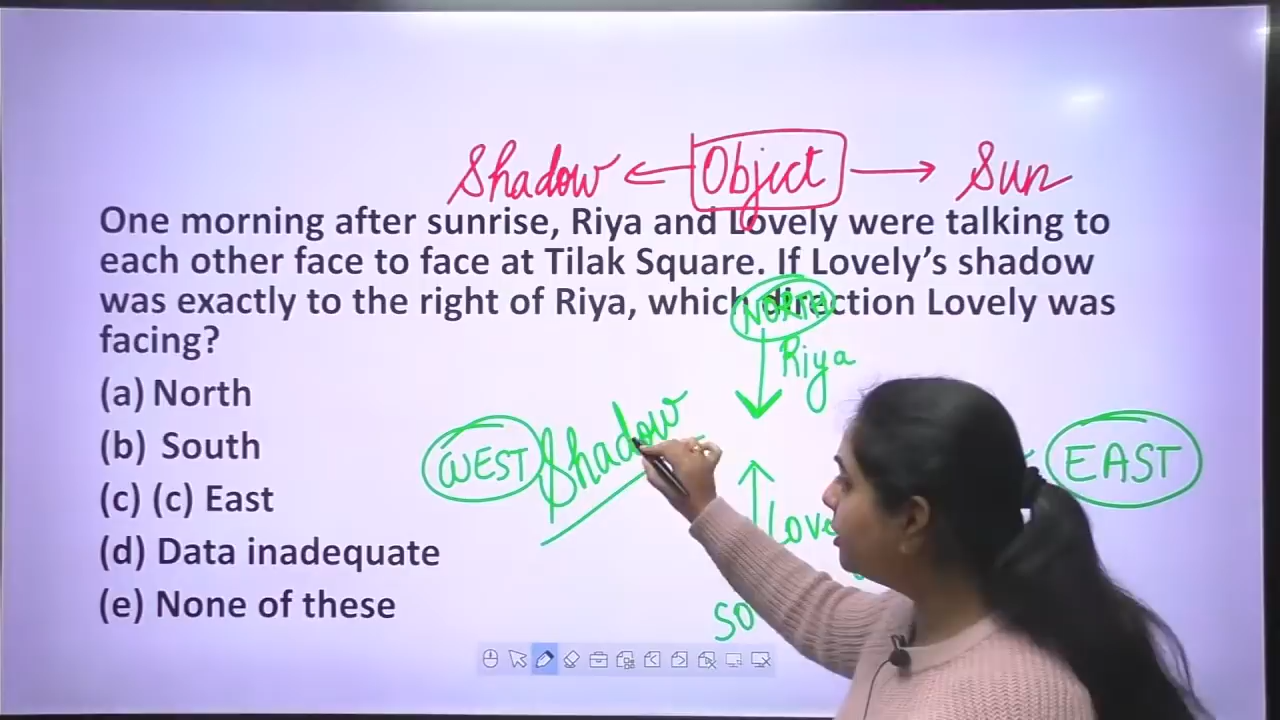 Shadow ← Object → Sun
One morning after sunrise, Riya and Lovely were talking to
each other face to face at Tilak Square. If Lovely's shadow
was exactly to the right of Riya, which direction Lovely was
facing?
NORTH
Riya
(a) North
(b) South
WEST Shadow EAST
(c) (c) East
Love
(d) Data inadequate
(e) None of these
SO